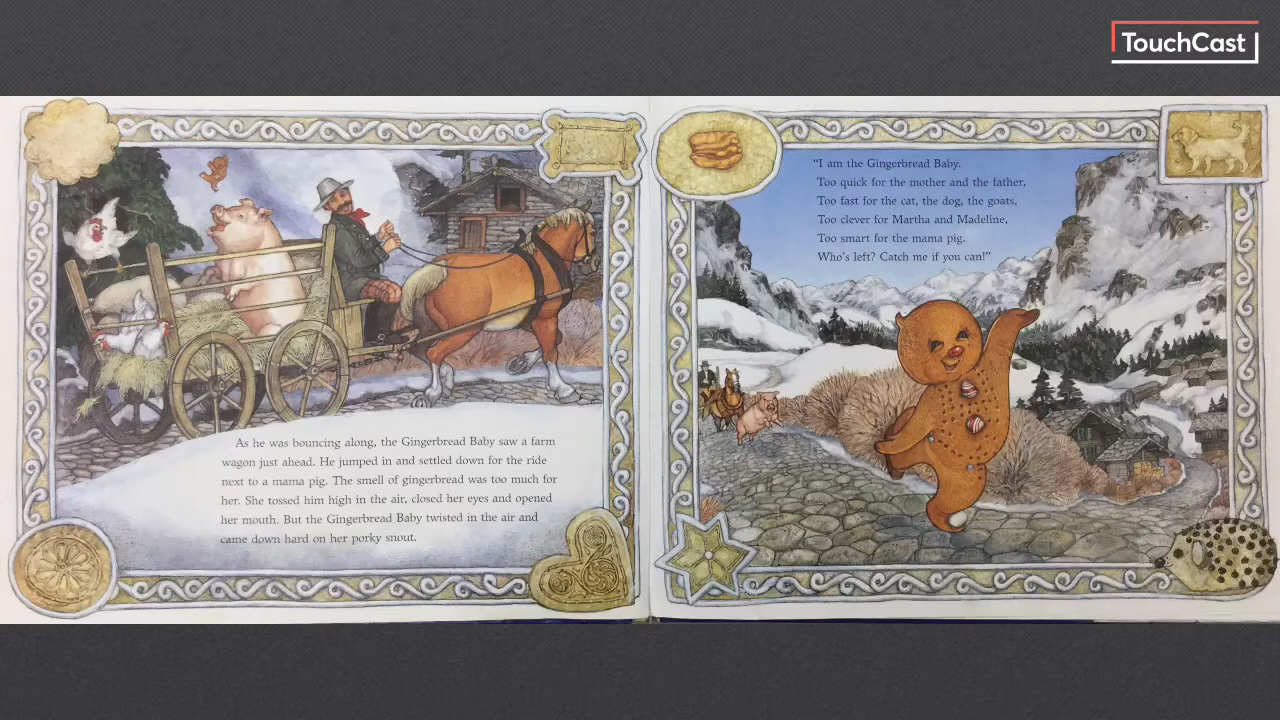 TouchCast
As he was bouncing along, the Gingerbread Baby saw a farm
wagon just ahead. He jumped in and settled down for the ride
next to a mama pig. The smell of gingerbread was too much for
her. She tossed him high in the air, closed her eyes and opened
her mouth. But the Gingerbread Baby twisted in the air and
came down hard on her porky snout.
“I am the Gingerbread Baby.
Too quick for the mother and the father,
Too fast for the cat, the dog, the goats,
Too clever for Martha and Madeline,
Too smart for the mama pig.
Who's left? Catch me if you can!”